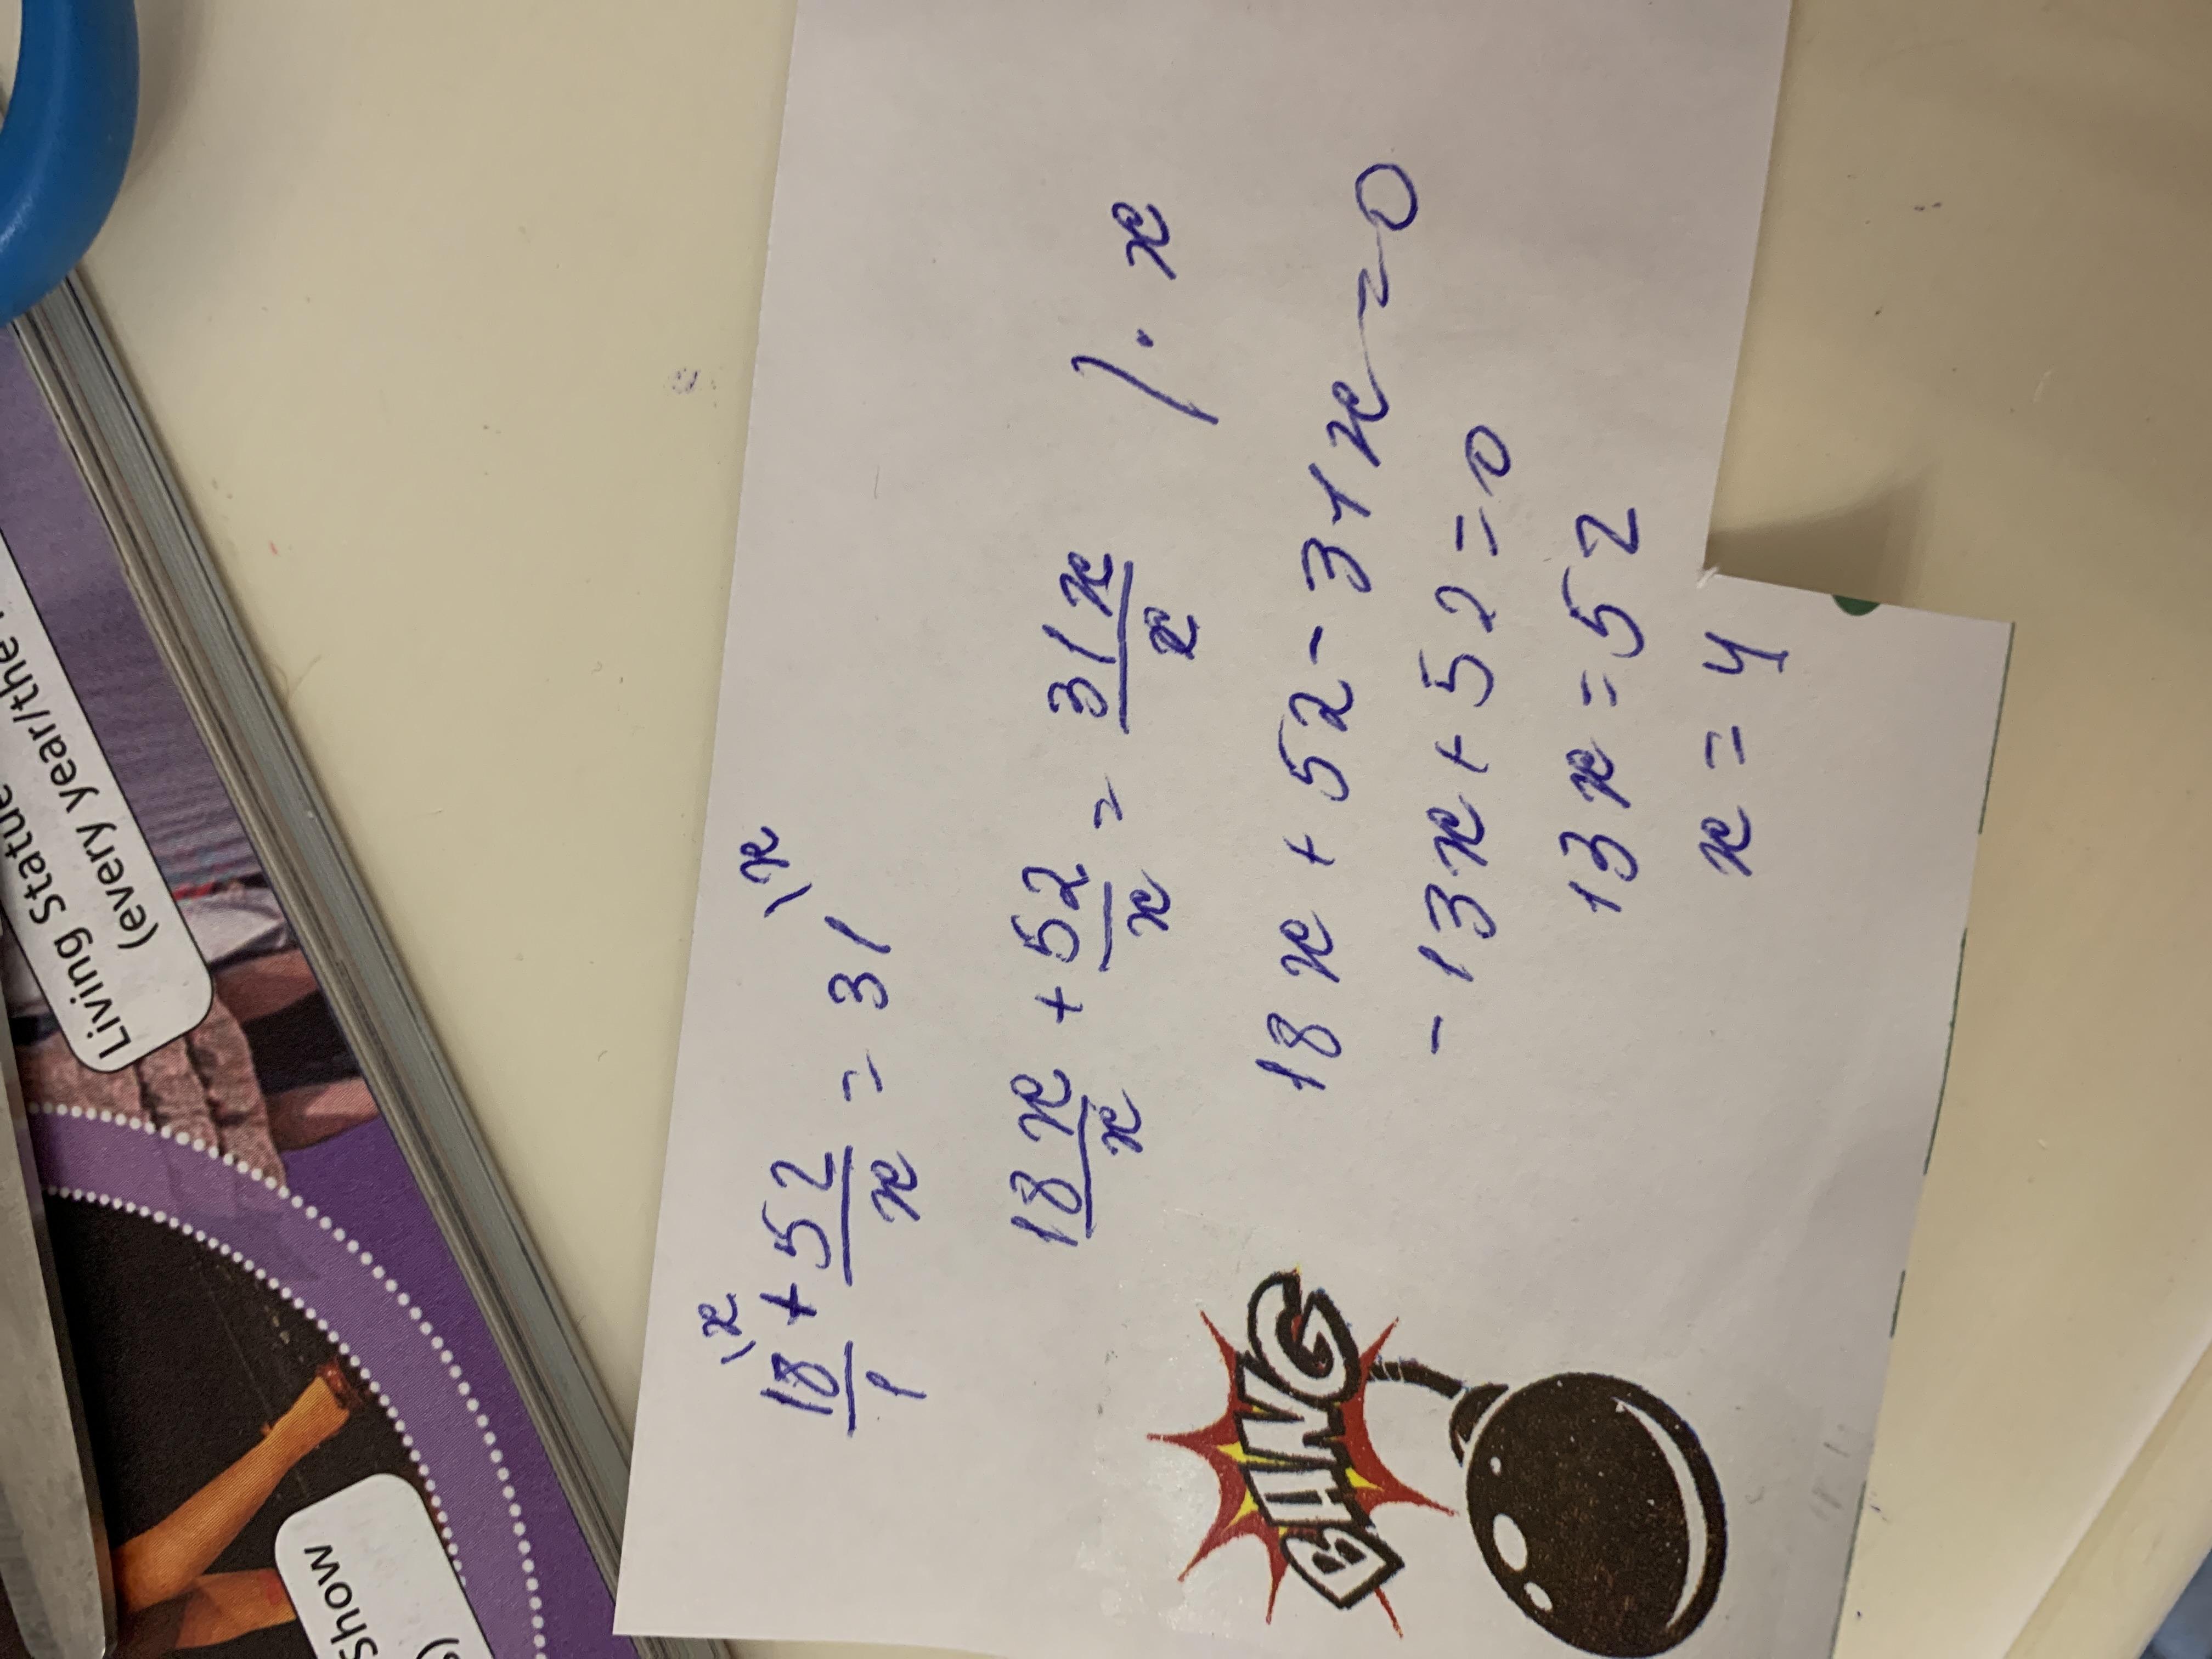 Living Statue
(every year/the
Show
s)
18/1 \x + 52/x = 31 \x
18x/x + 52/x = 31x/x | · x
18x + 52 - 31x = 0
- 13x + 52 = 0
13x = 52
x = 4
BANG